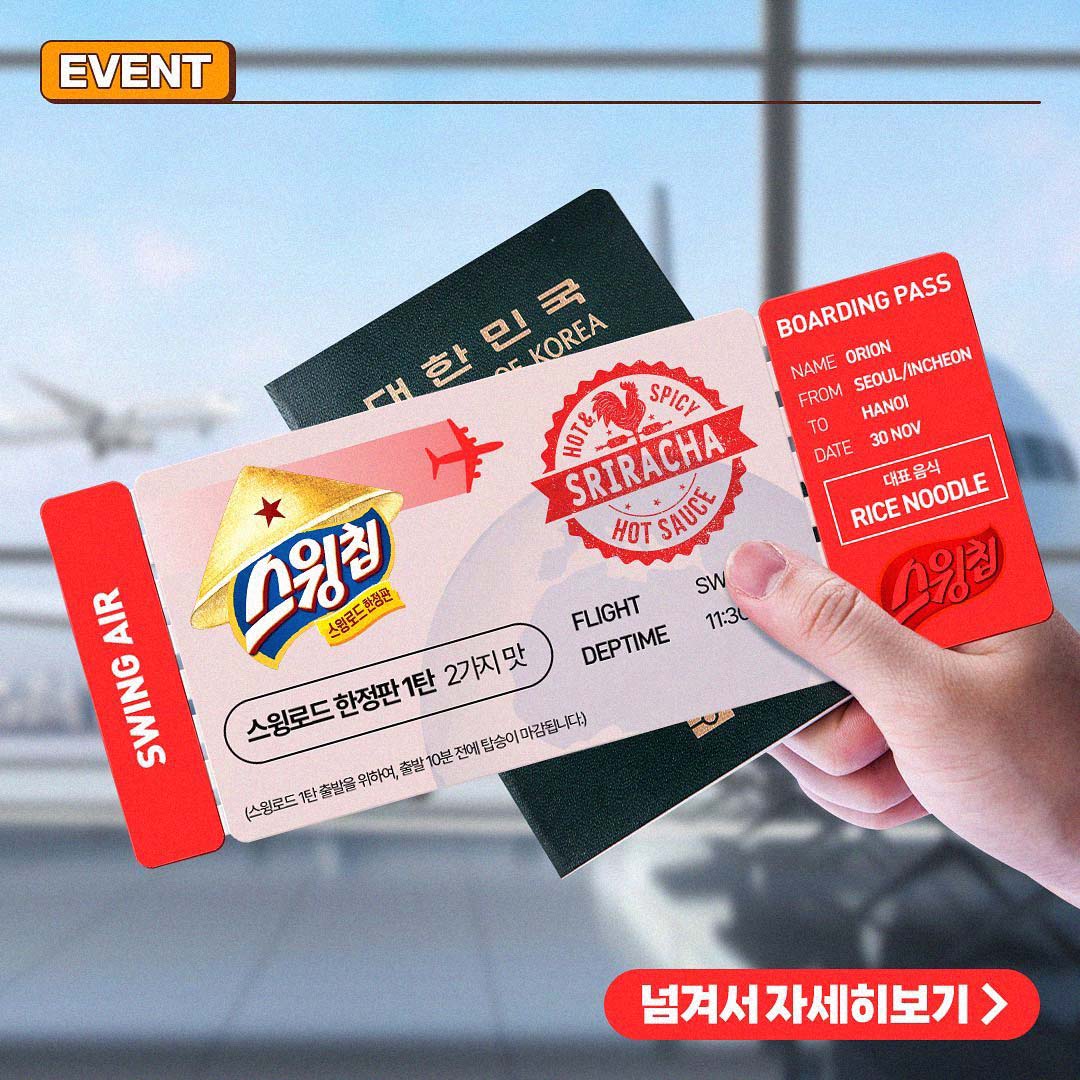 EVENT
대한민국
OF KOREA
BOARDING PASS
NAME ORION
FROM SEOUL/INCHEON
TO HANOI
DATE 30 NOV
대표 음식
RICE NOODLE
스윙칩
HOT& SPICY
SRIRACHA
HOT SAUCE
스윙칩
스윙로드 한정판
FLIGHT SW
DEPTIME 11:30
SWING AIR
스윙로드 한정판 1탄 2가지 맛
(스윙로드 1탄 출발을 위하여, 출발 10분 전에 탑승이 마감됩니다.)
넘겨서 자세히보기 >